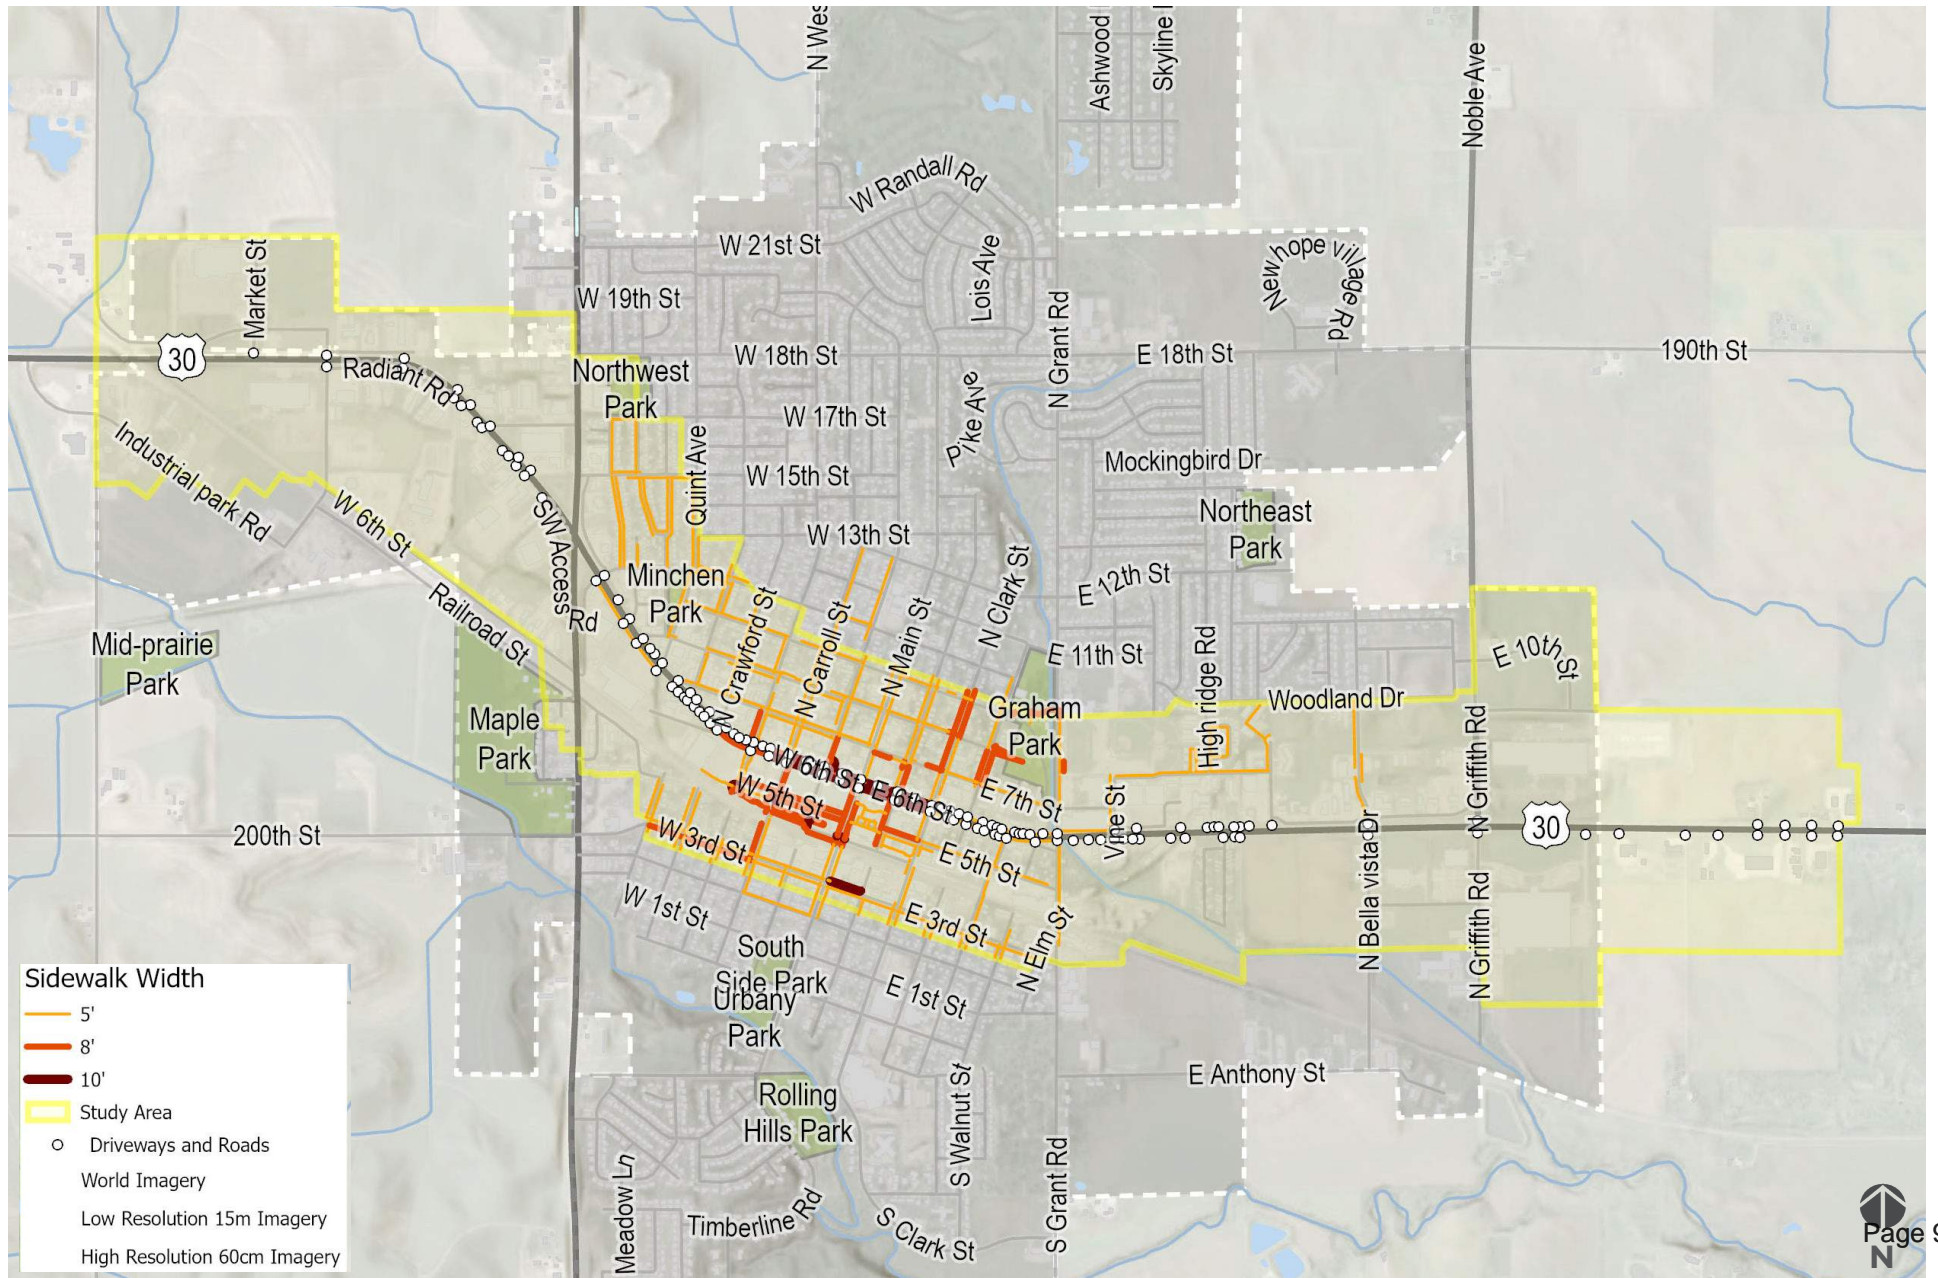 N Wes
Ashwood
Skyline
Noble Ave
W Randall Rd
W 21st St
Market St
Lois Ave
New hope village Rd
W 19th St
N Grant Rd
30
Radiant Rd
W 18th St
E 18th St
190th St
Northwest
Park
Pike Ave
W 17th St
Industrial park Rd
W 6th St
Quint Ave
W 15th St
Mockingbird Dr
SW Access Rd
W 13th St
Northeast
Park
Minchen
Park
N Clark St
E 12th St
Railroad St
N Crawford St
N Carroll St
N Main St
Mid-prairie
Park
E 11th St
High ridge Rd
E 10th St
Maple
Park
Graham
Park
Woodland Dr
N Griffith Rd
W 6th St
E 6th St
W 5th St
E 7th St
Vine St
30
200th St
W 3rd St
E 5th St
N Bella vista Dr
N Griffith Rd
W 1st St
E 3rd St
N Elm St
South
Side Park
Urbany
Park
E 1st St
E Anthony St
Rolling
Hills Park
S Walnut St
Meadow Ln
Timberline Rd
S Clark St
S Grant Rd
Sidewalk Width
5'
8'
10'
Study Area
Driveways and Roads
World Imagery
Low Resolution 15m Imagery
High Resolution 60cm Imagery
Page 9
N